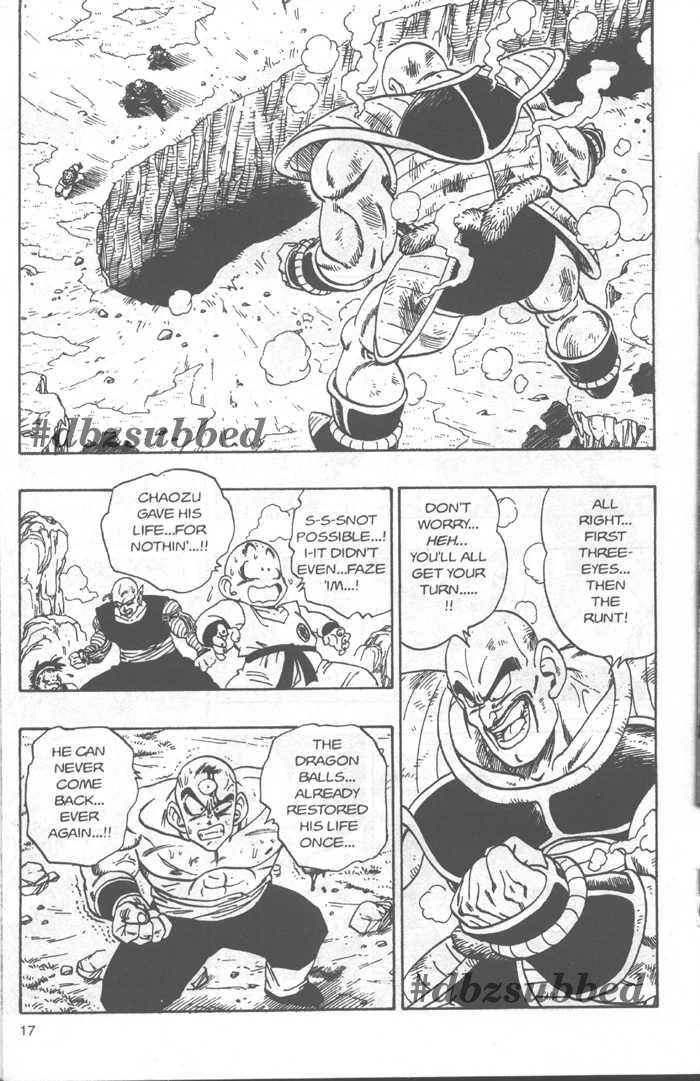 #dbzsubbed
ALL
RIGHT...
FIRST
THREE-
EYES...
THEN
THE
RUNT!
DON'T
WORRY...
HEH...
YOU'LL ALL
GET YOUR
TURN.....
!!
S-S-SNOT
POSSIBLE...!
I-IT DIDN'T
EVEN...FAZE
'IM...!
CHAOZU
GAVE HIS
LIFE...FOR
NOTHIN'...!!
THE
DRAGON
BALLS...
ALREADY
RESTORED
HIS LIFE
ONCE...
HE CAN
NEVER
COME
BACK...
EVER
AGAIN...!!
#dbzsubbed
17